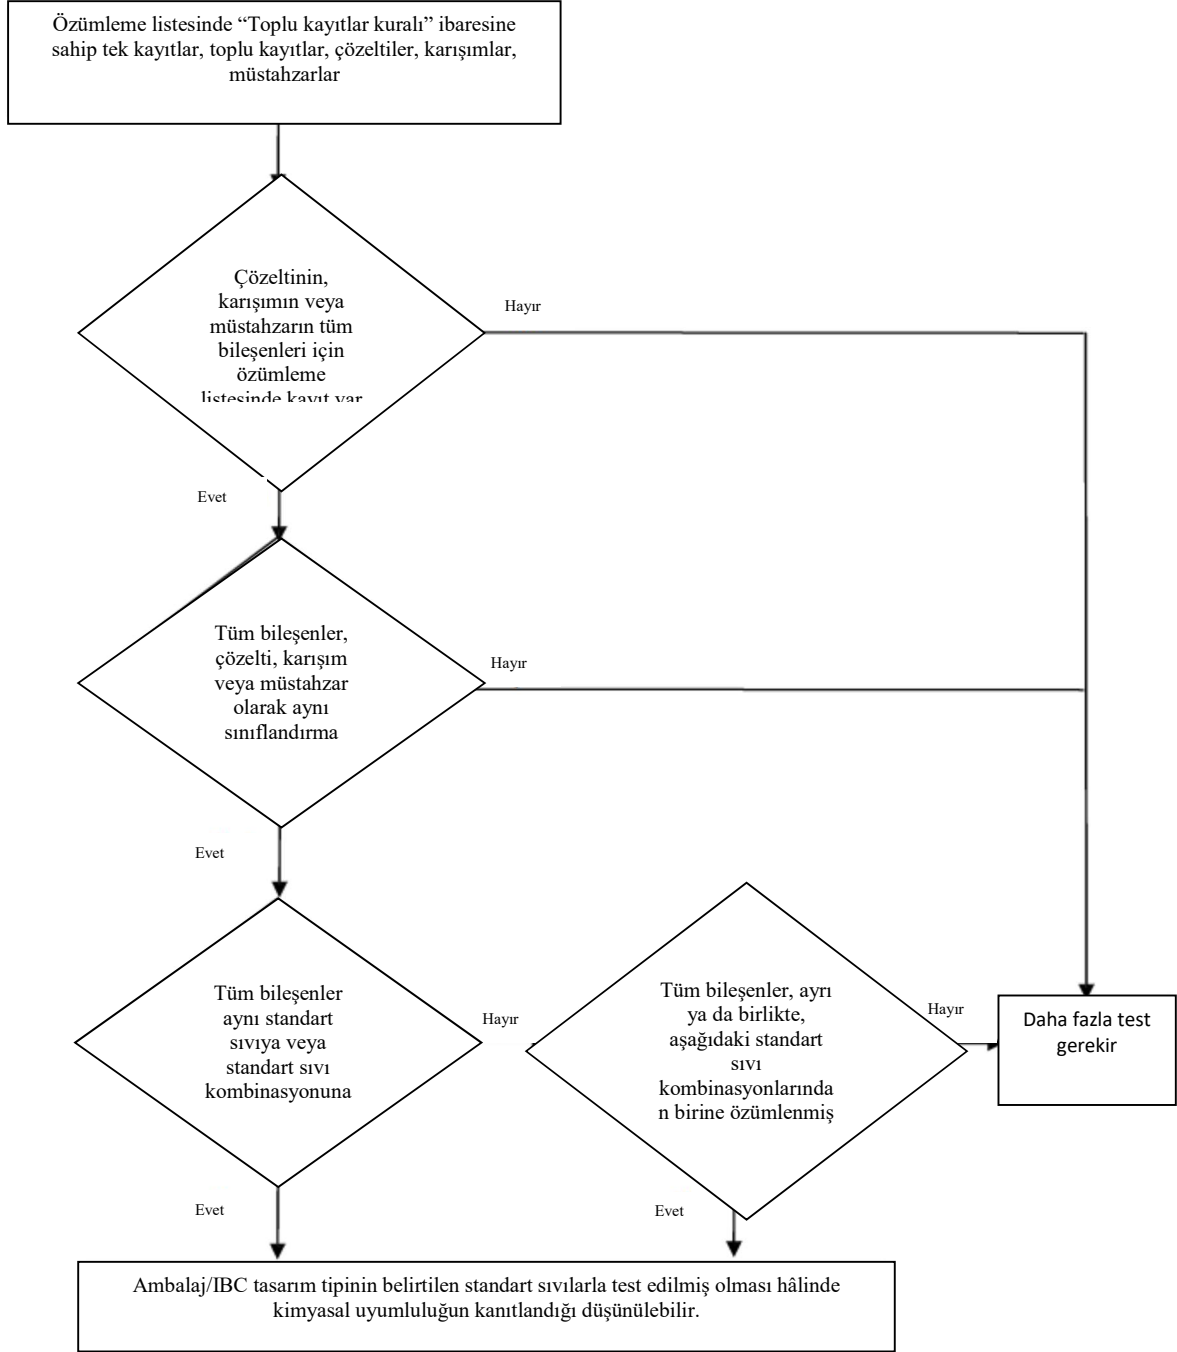 Özümleme listesinde “Toplu kayıtlar kuralı” ibaresine
sahip tek kayıtlar, toplu kayıtlar, çözeltiler, karışımlar,
müstahzarlar
Çözeltinin,
karışımın veya
müstahzarın tüm
bileşenleri için
özümleme
listesinde kayıt var
Hayır
Evet
Tüm bileşenler,
çözelti, karışım
veya müstahzar
olarak aynı
sınıflandırma
Hayır
Evet
Tüm bileşenler
aynı standart
sıvıya veya
standart sıvı
kombinasyonuna
Hayır
Tüm bileşenler, ayrı
ya da birlikte,
aşağıdaki standart
sıvı
kombinasyonlarında
n birine özümlenmiş
Hayır
Daha fazla test
gerekir
Evet
Evet
Ambalaj/IBC tasarım tipinin belirtilen standart sıvılarla test edilmiş olması hâlinde
kimyasal uyumluluğun kanıtlandığı düşünülebilir.